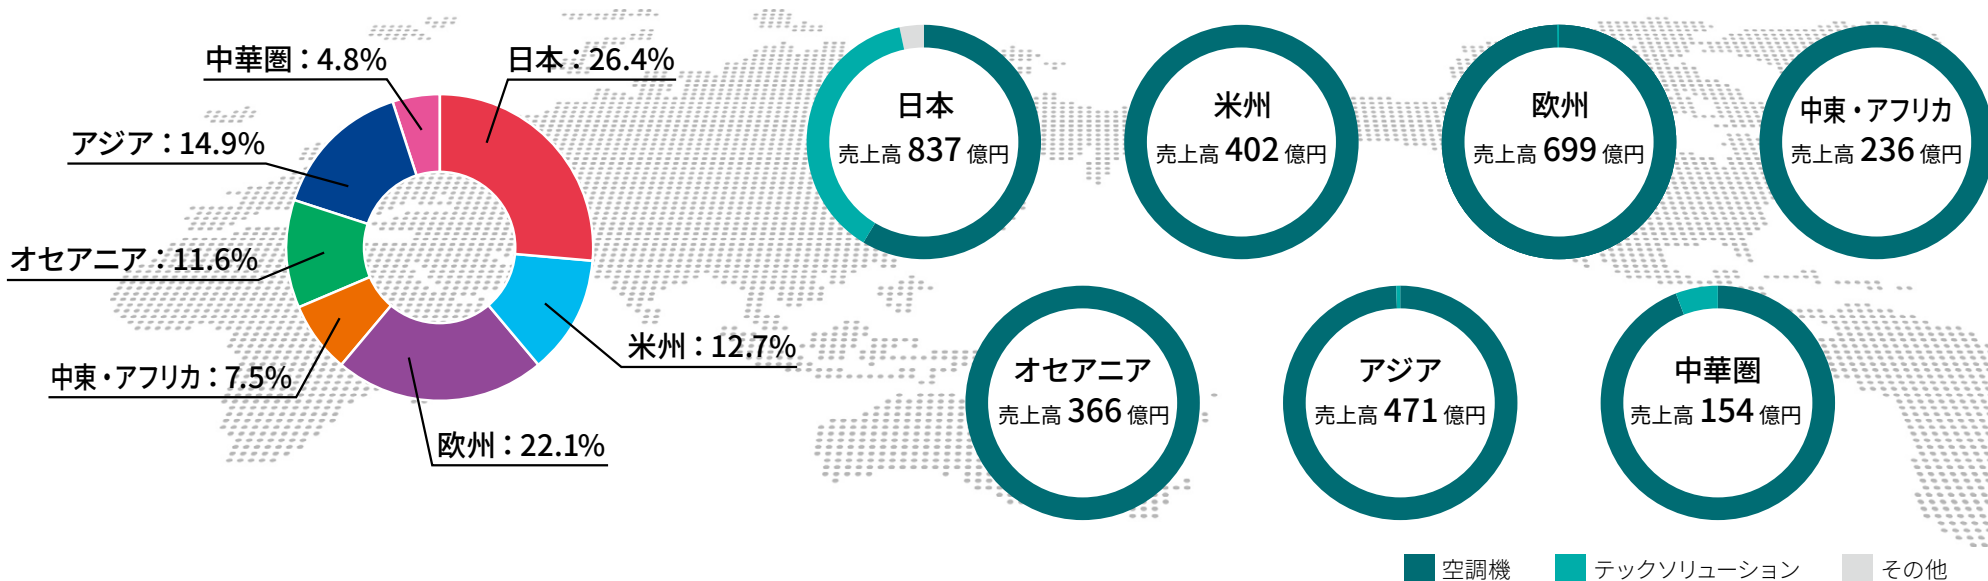 中華圏：4.8%
日本：26.4%
アジア：14.9%
オセアニア：11.6%
中東・アフリカ：7.5%
欧州：22.1%
米州：12.7%
日本
売上高 837 億円
米州
売上高 402 億円
欧州
売上高 699 億円
中東・アフリカ
売上高 236 億円
オセアニア
売上高 366 億円
アジア
売上高 471 億円
中華圏
売上高 154 億円
空調機 テックソリューション その他